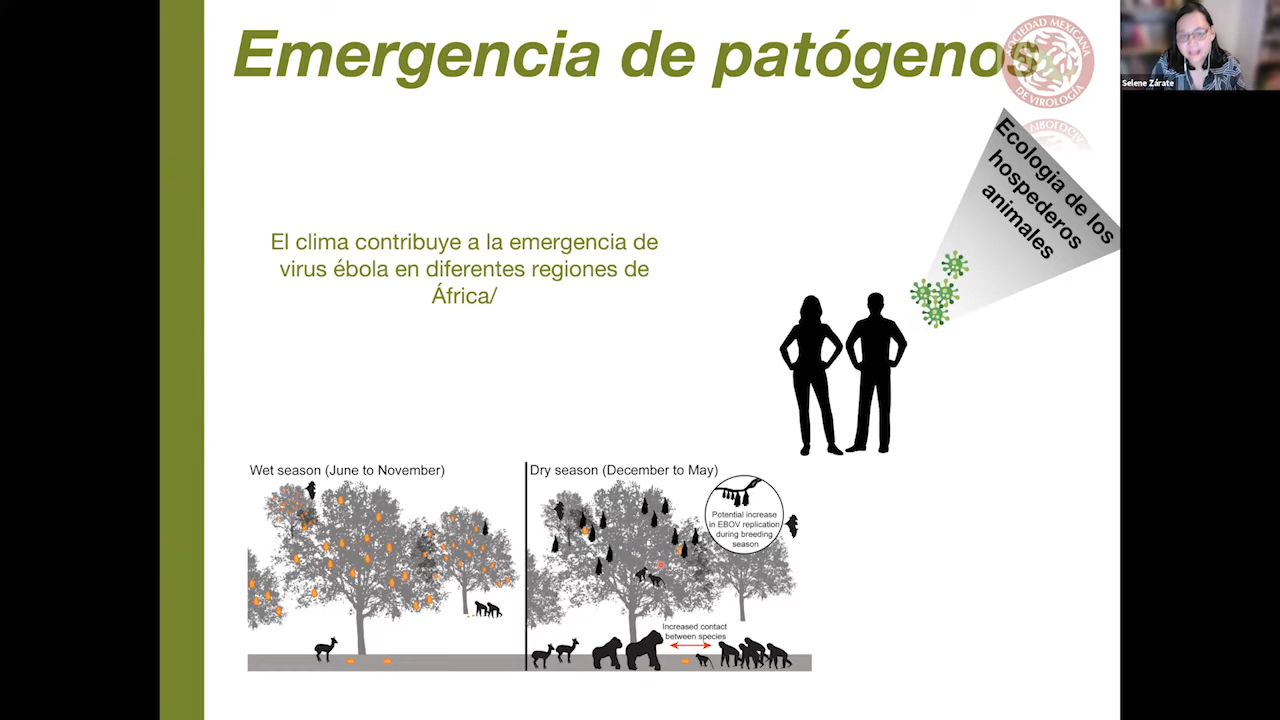 Emergencia de patógenos
SOCIEDAD MEXICANA
DE VIROLOGÍA
Selene Zárate
Ecología de los
hospederos
animales
El clima contribuye a la emergencia de
virus ébola en diferentes regiones de
África/
Wet season (June to November)
Dry season (December to May)
Potential increase
in EBOV replication
during breeding
season
Increased contact
between species